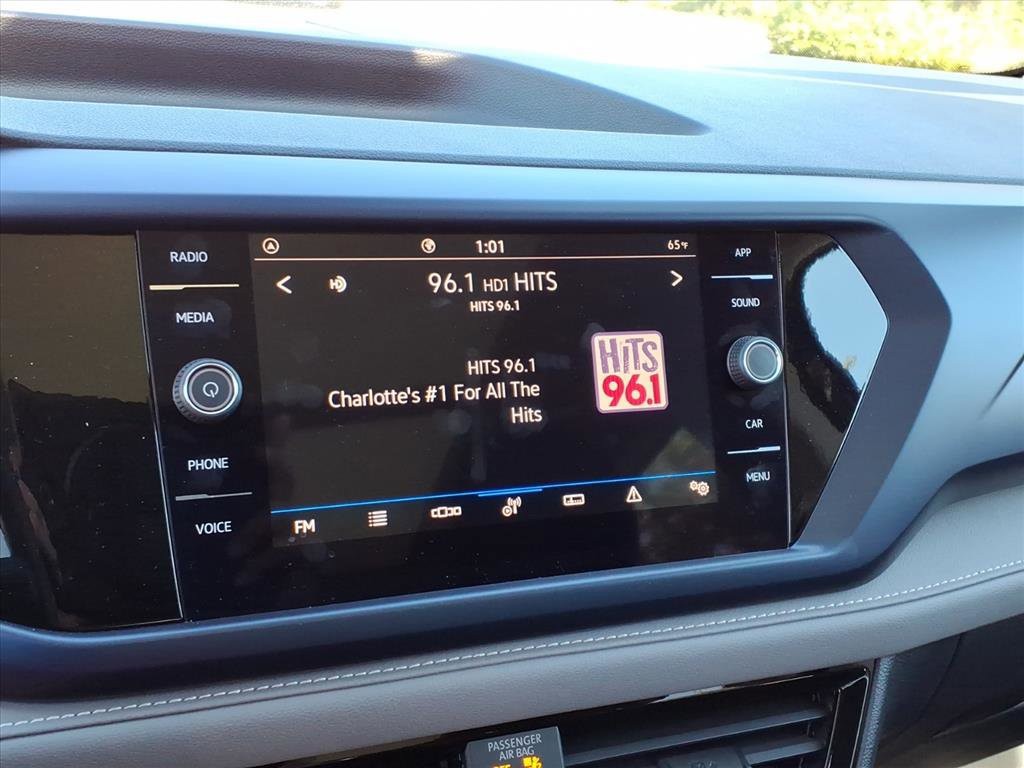 RADIO
MEDIA
PHONE
VOICE
1:01
65°F
96.1 HD1 HITS
HITS 96.1
HITS 96.1
Charlotte's #1 For All The
Hits
HiTS
96.1
FM
APP
SOUND
CAR
MENU
PASSENGER
AIR BAG
OFF